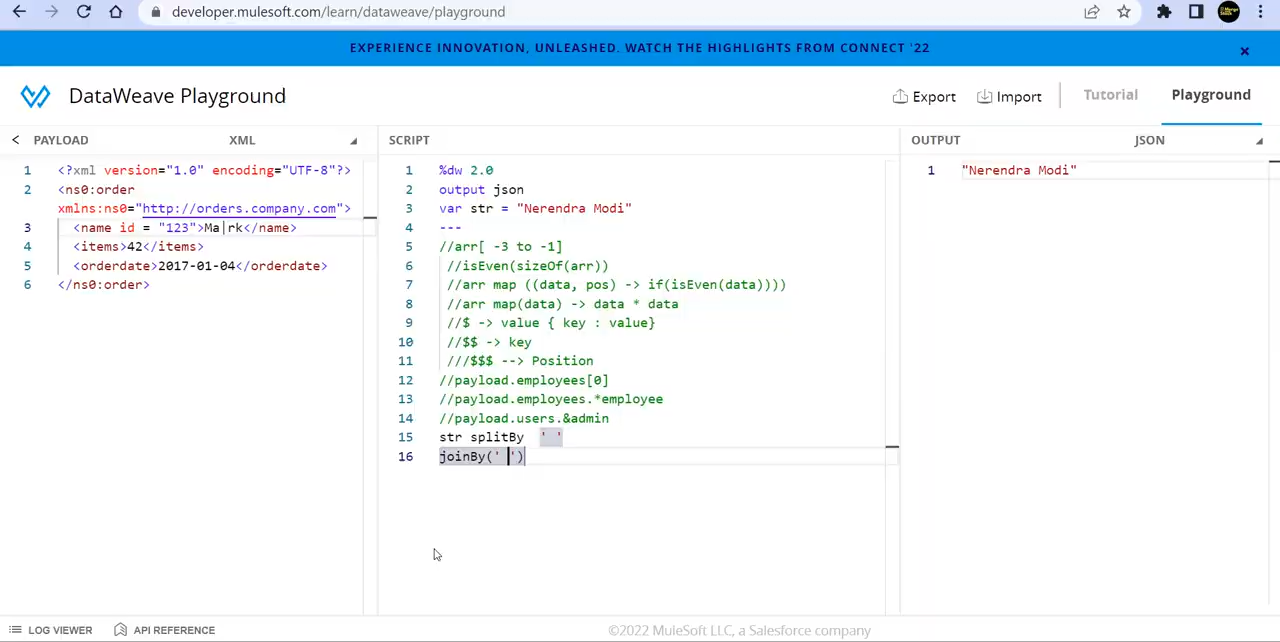 developer.mulesoft.com/learn/dataweave/playground
EXPERIENCE INNOVATION, UNLEASHED. WATCH THE HIGHLIGHTS FROM CONNECT '22
DataWeave Playground
Export
Import
Tutorial
Playground
PAYLOAD
XML
1 <?xml version="1.0" encoding="UTF-8"?>
2 <ns0:order
xmlns:ns0="http://orders.company.com">
3 <name id = "123">Ma rk</name>
4 <items>42</items>
5 <orderdate>2017-01-04</orderdate>
6 </ns0:order>
SCRIPT
1 %dw 2.0
2 output json
3 var str = "Nerendra Modi"
4 ---
5 //arr[ -3 to -1]
6 //isEven(sizeOf(arr))
7 //arr map ((data, pos) -> if(isEven(data))))
8 //arr map(data) -> data * data
9 //$ -> value { key : value}
10 //$$ -> key
11 ///$$$ --> Position
12 //payload.employees[0]
13 //payload.employees.*employee
14 //payload.users.&admin
15 str splitBy  ' '
16 joinBy(' ')
OUTPUT
JSON
1 "Nerendra Modi"
LOG VIEWER
API REFERENCE
©2022 MuleSoft LLC, a Salesforce company